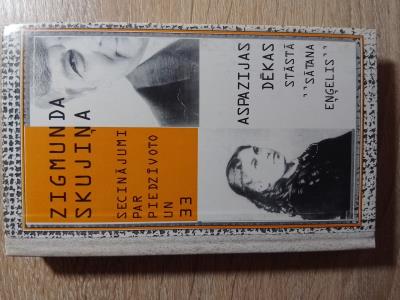 ZIGMUNDA
SKUJIŅA
SECINĀJUMI
PAR
PIEDZĪVOTO
UN
33
ASPAZIJAS
DĒKAS
STĀSTĀ
''SĀTANA
EŅĢELIS''